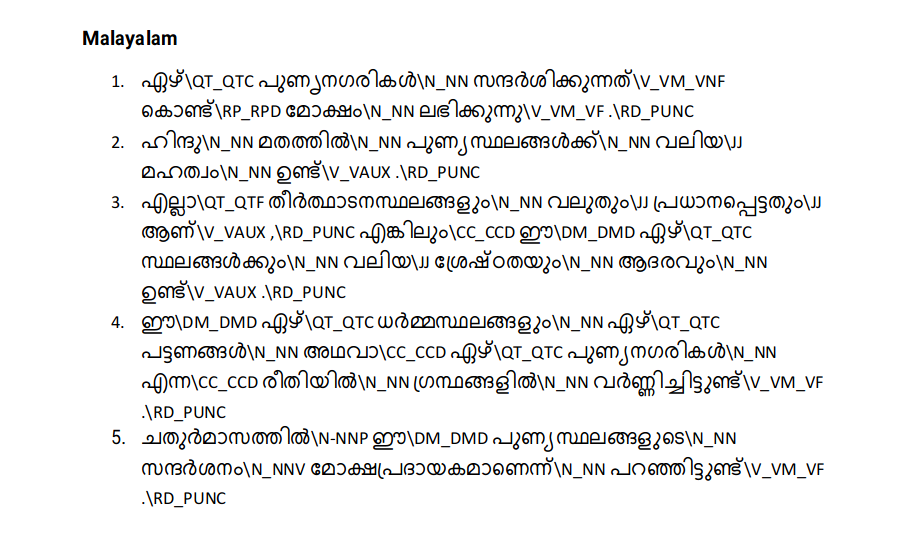 Malayalam
1. ഏഴ്\QT_QTC പുണ്യനഗരികൾ\N_NN സന്ദർശിക്കുന്നത്\V_VM_VNF
കൊണ്ട്\RP_RPD മോക്ഷം\N_NN ലഭിക്കുന്നു\V_VM_VF .\RD_PUNC
2. ഹിന്ദു\N_NN മതത്തിൽ\N_NN പുണ്യസ്ഥലങ്ങൾക്ക്\N_NN വലിയ\JJ
മഹത്വം\N_NN ഉണ്ട്\V_VAUX .\RD_PUNC
3. എല്ലാ\QT_QTF തീർത്ഥാടനസ്ഥലങ്ങളും\N_NN വലുതും\JJ പ്രധാനപ്പെട്ടതും\JJ
ആണ്\V_VAUX ,\RD_PUNC എങ്കിലും\CC_CCD ഈ\DM_DMD ഏഴ്\QT_QTC
സ്ഥലങ്ങൾക്കും\N_NN വലിയ\JJ ശ്രേഷ്ഠതയും\N_NN ആദരവും\N_NN
ഉണ്ട്\V_VAUX .\RD_PUNC
4. ഈ\DM_DMD ഏഴ്\QT_QTC ധർമ്മസ്ഥലങ്ങളും\N_NN ഏഴ്\QT_QTC
പട്ടണങ്ങൾ\N_NN അഥവാ\CC_CCD ഏഴ്\QT_QTC പുണ്യനഗരികൾ\N_NN
എന്ന\CC_CCD രീതിയിൽ\N_NN ഗ്രന്ഥങ്ങളിൽ\N_NN വർണ്ണിച്ചിട്ടുണ്ട്\V_VM_VF
.\RD_PUNC
5. ചതുർമാസത്തിൽ\N-NNP ഈ\DM_DMD പുണ്യസ്ഥലങ്ങളുടെ\N_NN
സന്ദർശനം\N_NNV മോക്ഷപ്രദായകമാണെന്ന്\N_NN പറഞ്ഞിട്ടുണ്ട്\V_VM_VF
.\RD_PUNC